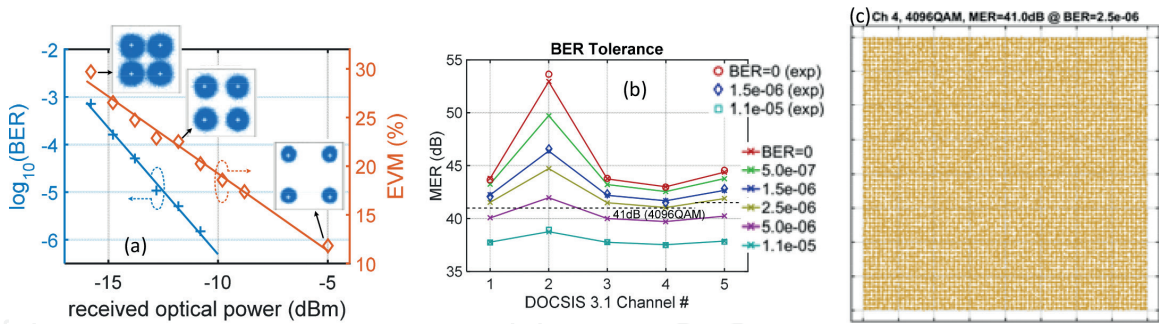 (a)
log10(BER)
-2
-3
-4
-5
-6
30
25
20
15
10
EVM (%)
-15
-10
-5
received optical power (dBm)
BER Tolerance
(b)
MER (dB)
55
50
45
40
35
1
2
3
4
5
DOCSIS 3.1 Channel #
BER=0 (exp)
1.5e-06 (exp)
1.1e-05 (exp)
BER=0
5.0e-07
1.5e-06
2.5e-06
5.0e-06
1.1e-05
41dB (4096QAM)
(c)
Ch 4, 4096QAM, MER=41.0dB @ BER=2.5e-06